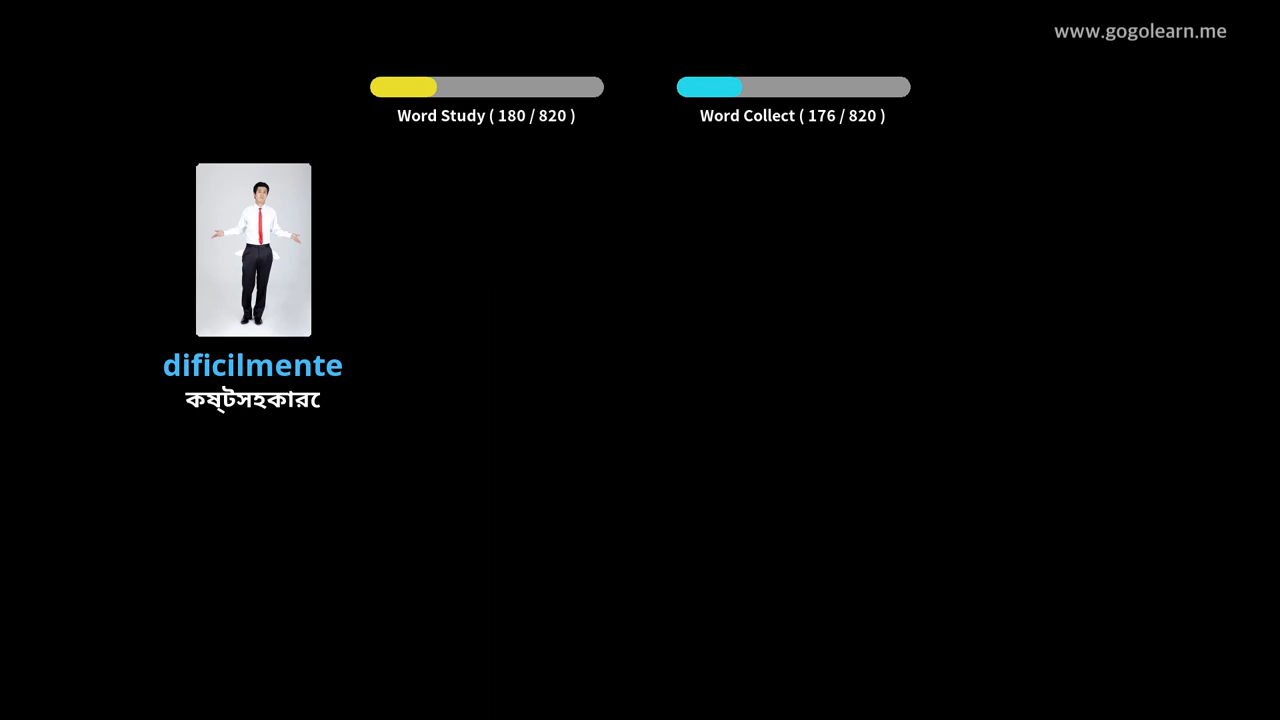 www.gogolearn.me
Word Study ( 180 / 820 )
Word Collect ( 176 / 820 )
dificilmente
কষ্টসহকারে